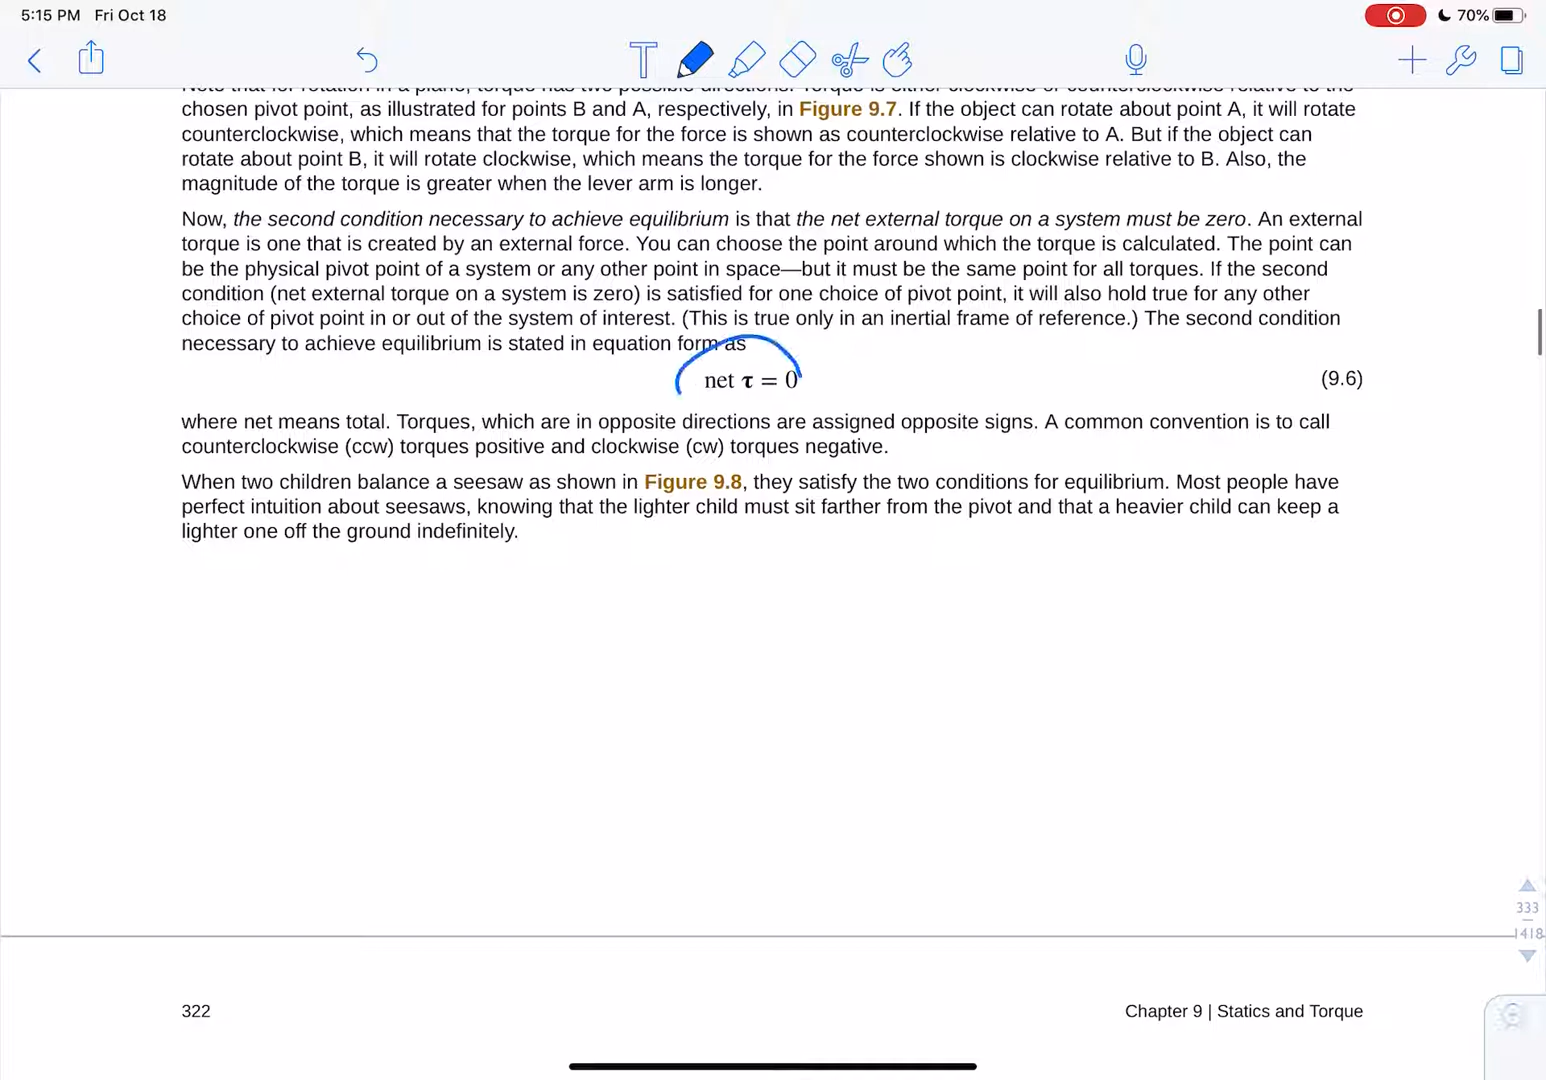 5:15 PM Fri Oct 18
70%
chosen pivot point, as illustrated for points B and A, respectively, in Figure 9.7. If the object can rotate about point A, it will rotate
counterclockwise, which means that the torque for the force is shown as counterclockwise relative to A. But if the object can
rotate about point B, it will rotate clockwise, which means the torque for the force shown is clockwise relative to B. Also, the
magnitude of the torque is greater when the lever arm is longer.
Now, the second condition necessary to achieve equilibrium is that the net external torque on a system must be zero. An external
torque is one that is created by an external force. You can choose the point around which the torque is calculated. The point can
be the physical pivot point of a system or any other point in space—but it must be the same point for all torques. If the second
condition (net external torque on a system is zero) is satisfied for one choice of pivot point, it will also hold true for any other
choice of pivot point in or out of the system of interest. (This is true only in an inertial frame of reference.) The second condition
necessary to achieve equilibrium is stated in equation form as
net τ = 0 (9.6)
where net means total. Torques, which are in opposite directions are assigned opposite signs. A common convention is to call
counterclockwise (ccw) torques positive and clockwise (cw) torques negative.
When two children balance a seesaw as shown in Figure 9.8, they satisfy the two conditions for equilibrium. Most people have
perfect intuition about seesaws, knowing that the lighter child must sit farther from the pivot and that a heavier child can keep a
lighter one off the ground indefinitely.
333
1418
322 Chapter 9 | Statics and Torque